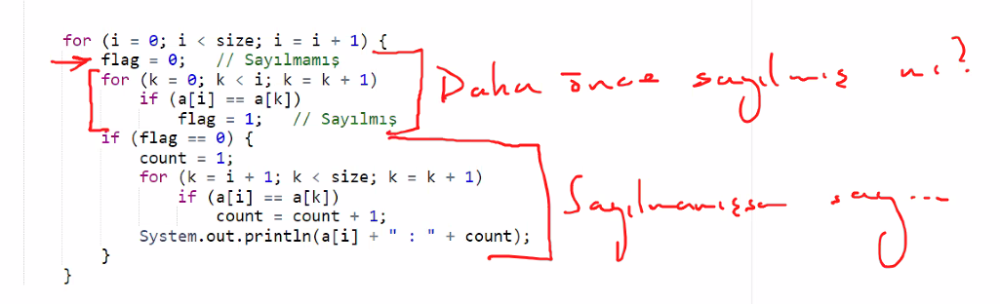 for (i = 0; i < size; i = i + 1) {
flag = 0; // Sayılmamış
for (k = 0; k < i; k = k + 1)
if (a[i] == a[k])
flag = 1; // Sayılmış
Daha önce sayılmış mı?
if (flag == 0) {
count = 1;
for (k = i + 1; k < size; k = k + 1)
if (a[i] == a[k])
count = count + 1;
System.out.println(a[i] + " : " + count);
}
}
Sayılmamışsa say...